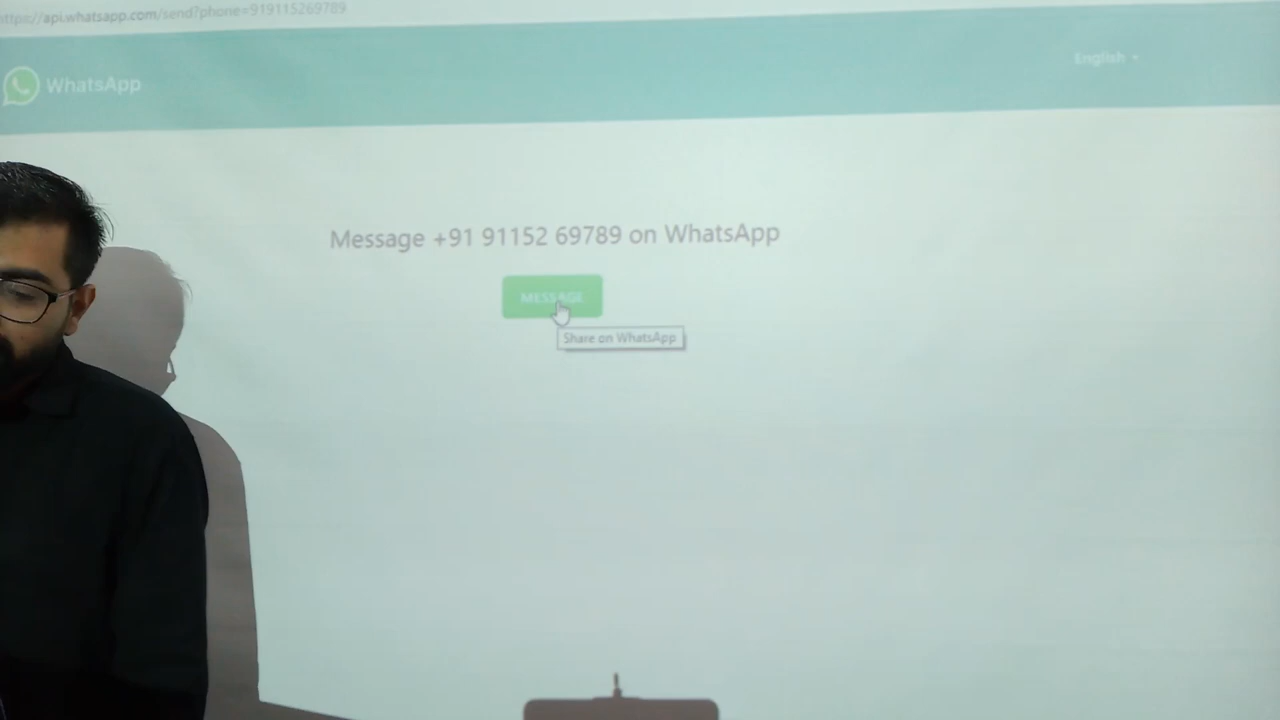 https://api.whatsapp.com/send?phone=919115269789
WhatsApp
English
Message +91 91152 69789 on WhatsApp
MESSAGE
Share on WhatsApp